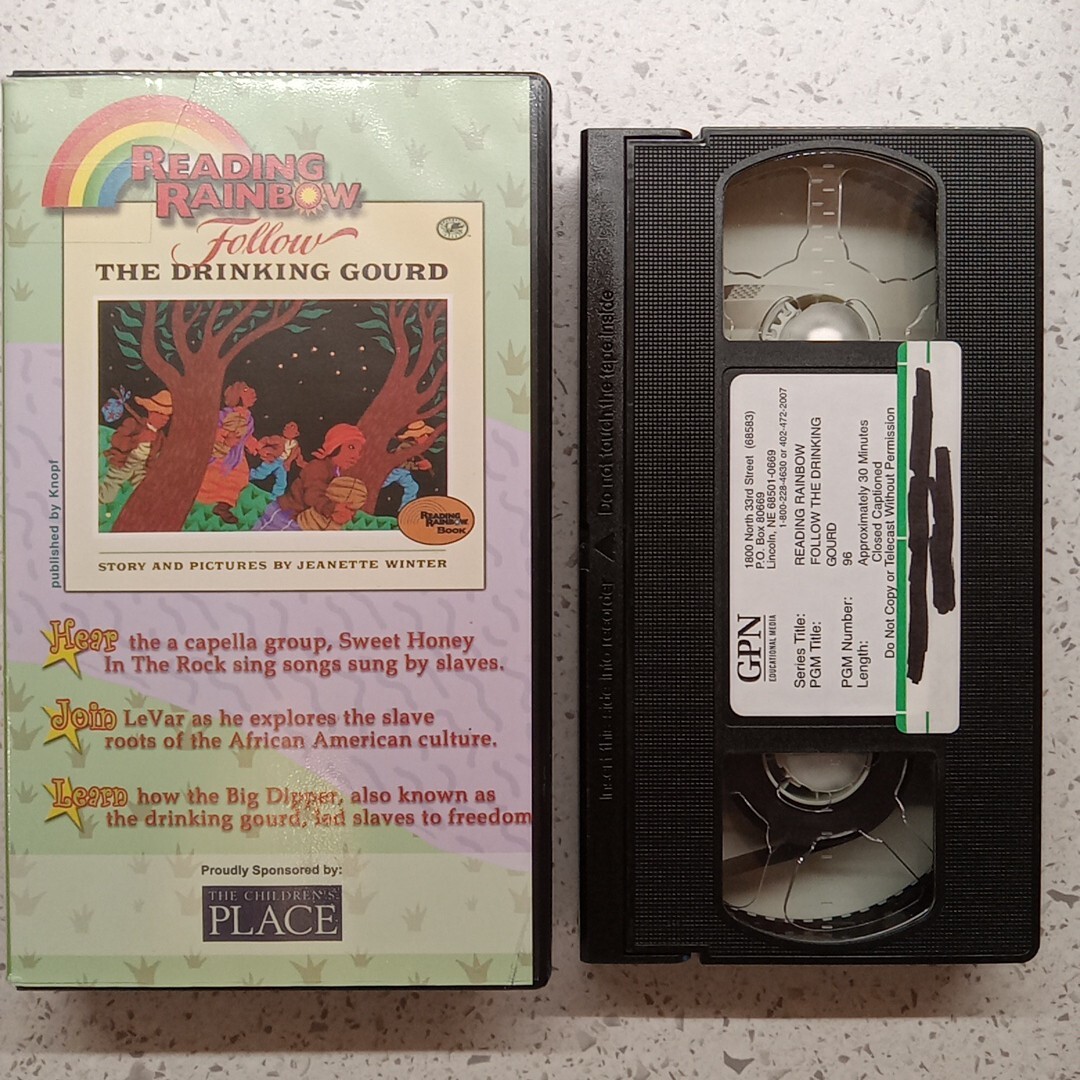 READING
RAINBOW
Follow
THE DRINKING GOURD
published by Knopf
READING
RAINBOW
BOOK
STORY AND PICTURES BY JEANETTE WINTER
Hear the a capella group, Sweet Honey
In The Rock sing songs sung by slaves.
Join LeVar as he explores the slave
roots of the African American culture.
Learn how the Big Dipper, also known as
the drinking gourd, led slaves to freedom
Proudly Sponsored by:
THE CHILDREN'S
PLACE
Insert this side into recorder Do not touch the tape inside
GPN
EDUCATIONAL MEDIA
1800 North 33rd Street (68583)
P.O. Box 80669
Lincoln, NE 68501-0669
1-800-228-4630 or 402-472-2007
Series Title: READING RAINBOW
PGM Title: FOLLOW THE DRINKING
GOURD
PGM Number: 96
Length: Approximately 30 Minutes
Closed Captioned
Do Not Copy or Telecast Without Permission